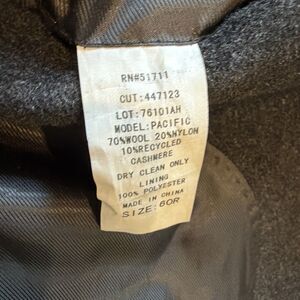 RN#51711
CUT:447123
LOT:76101AH
MODEL:PACIFIC
70%WOOL 20%NYLON
10%RECYCLED
CASHMERE
DRY CLEAN ONLY
LINING
100% POLYESTER
MADE IN CHINA
SIZE:60R